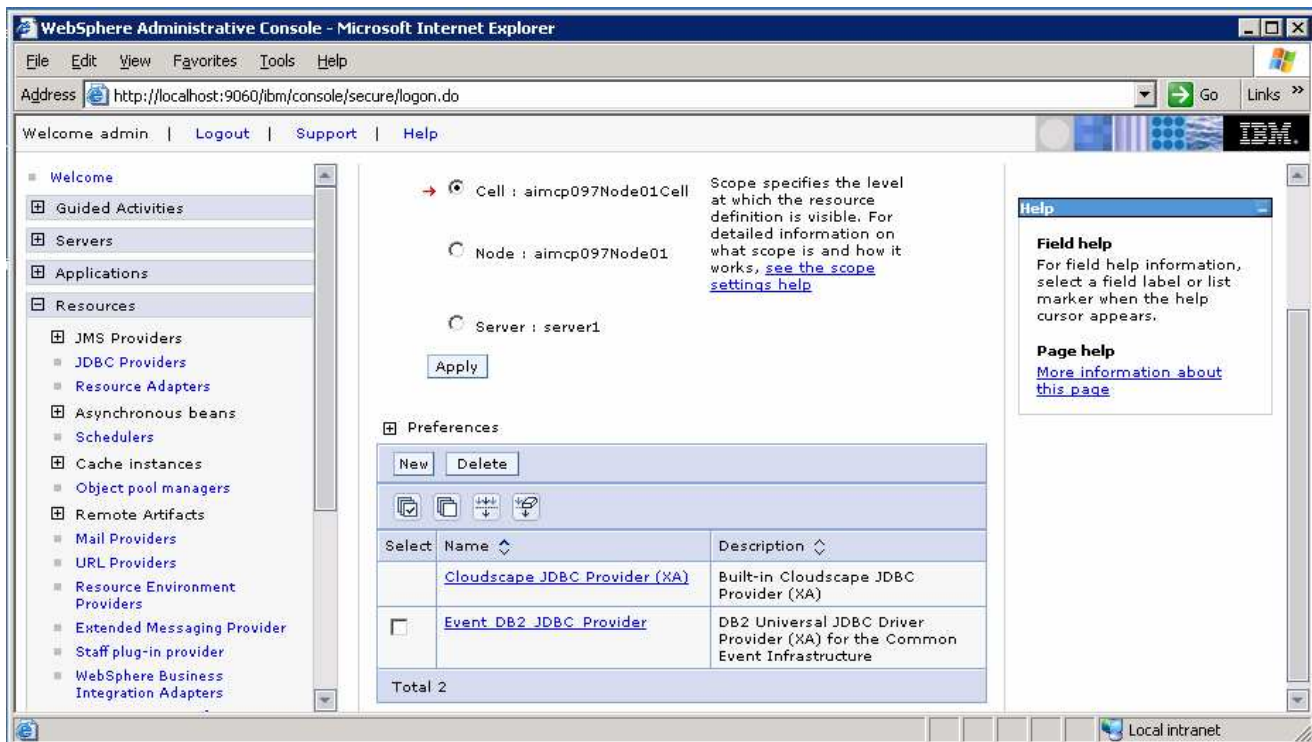 WebSphere Administrative Console - Microsoft Internet Explorer
File Edit View Favorites Tools Help
Address http://localhost:9060/ibm/console/secure/logon.do Go Links »
Welcome admin | Logout | Support | Help
IBM.
Welcome
Guided Activities
Servers
Applications
Resources
JMS Providers
JDBC Providers
Resource Adapters
Asynchronous beans
Schedulers
Cache instances
Object pool managers
Remote Artifacts
Mail Providers
URL Providers
Resource Environment
Providers
Extended Messaging Provider
Staff plug-in provider
WebSphere Business
Integration Adapters
Cell : aimcp097Node01Cell
Node : aimcp097Node01
Server : server1
Scope specifies the level
at which the resource
definition is visible. For
detailed information on
what scope is and how it
works, see the scope
settings help
Apply
Preferences
New Delete
Select Name Description
Cloudscape JDBC Provider (XA)
Built-in Cloudscape JDBC
Provider (XA)
Event DB2 JDBC Provider
DB2 Universal JDBC Driver
Provider (XA) for the Common
Event Infrastructure
Total 2
Help
Field help
For field help information,
select a field label or list
marker when the help
cursor appears.
Page help
More information about
this page
Local intranet